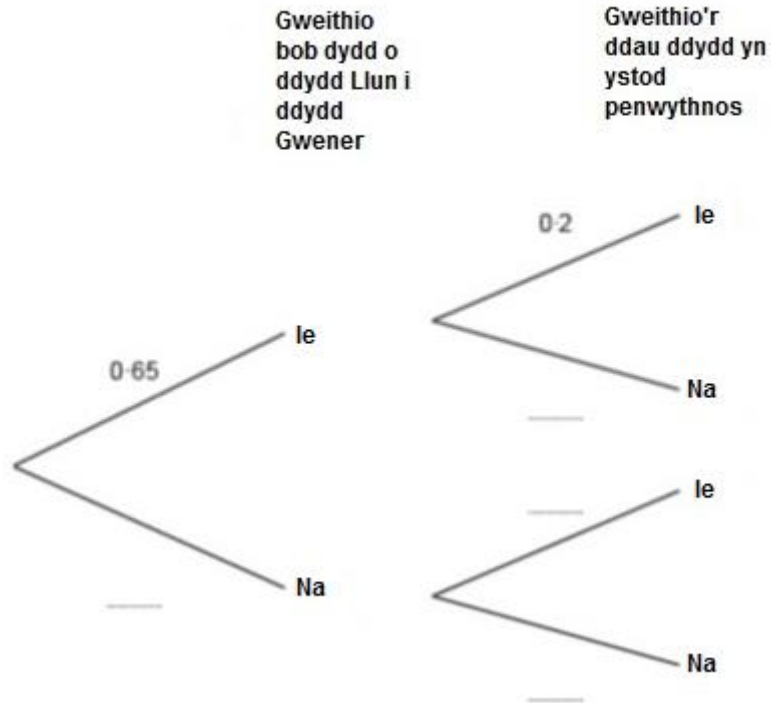 Gweithio
bob dydd o
ddydd Llun i
ddydd
Gwener
Gweithio'r
ddau ddydd yn
ystod
penwythnos
0·2
Ie
Ie
0·65
Na
Ie
Na
Na